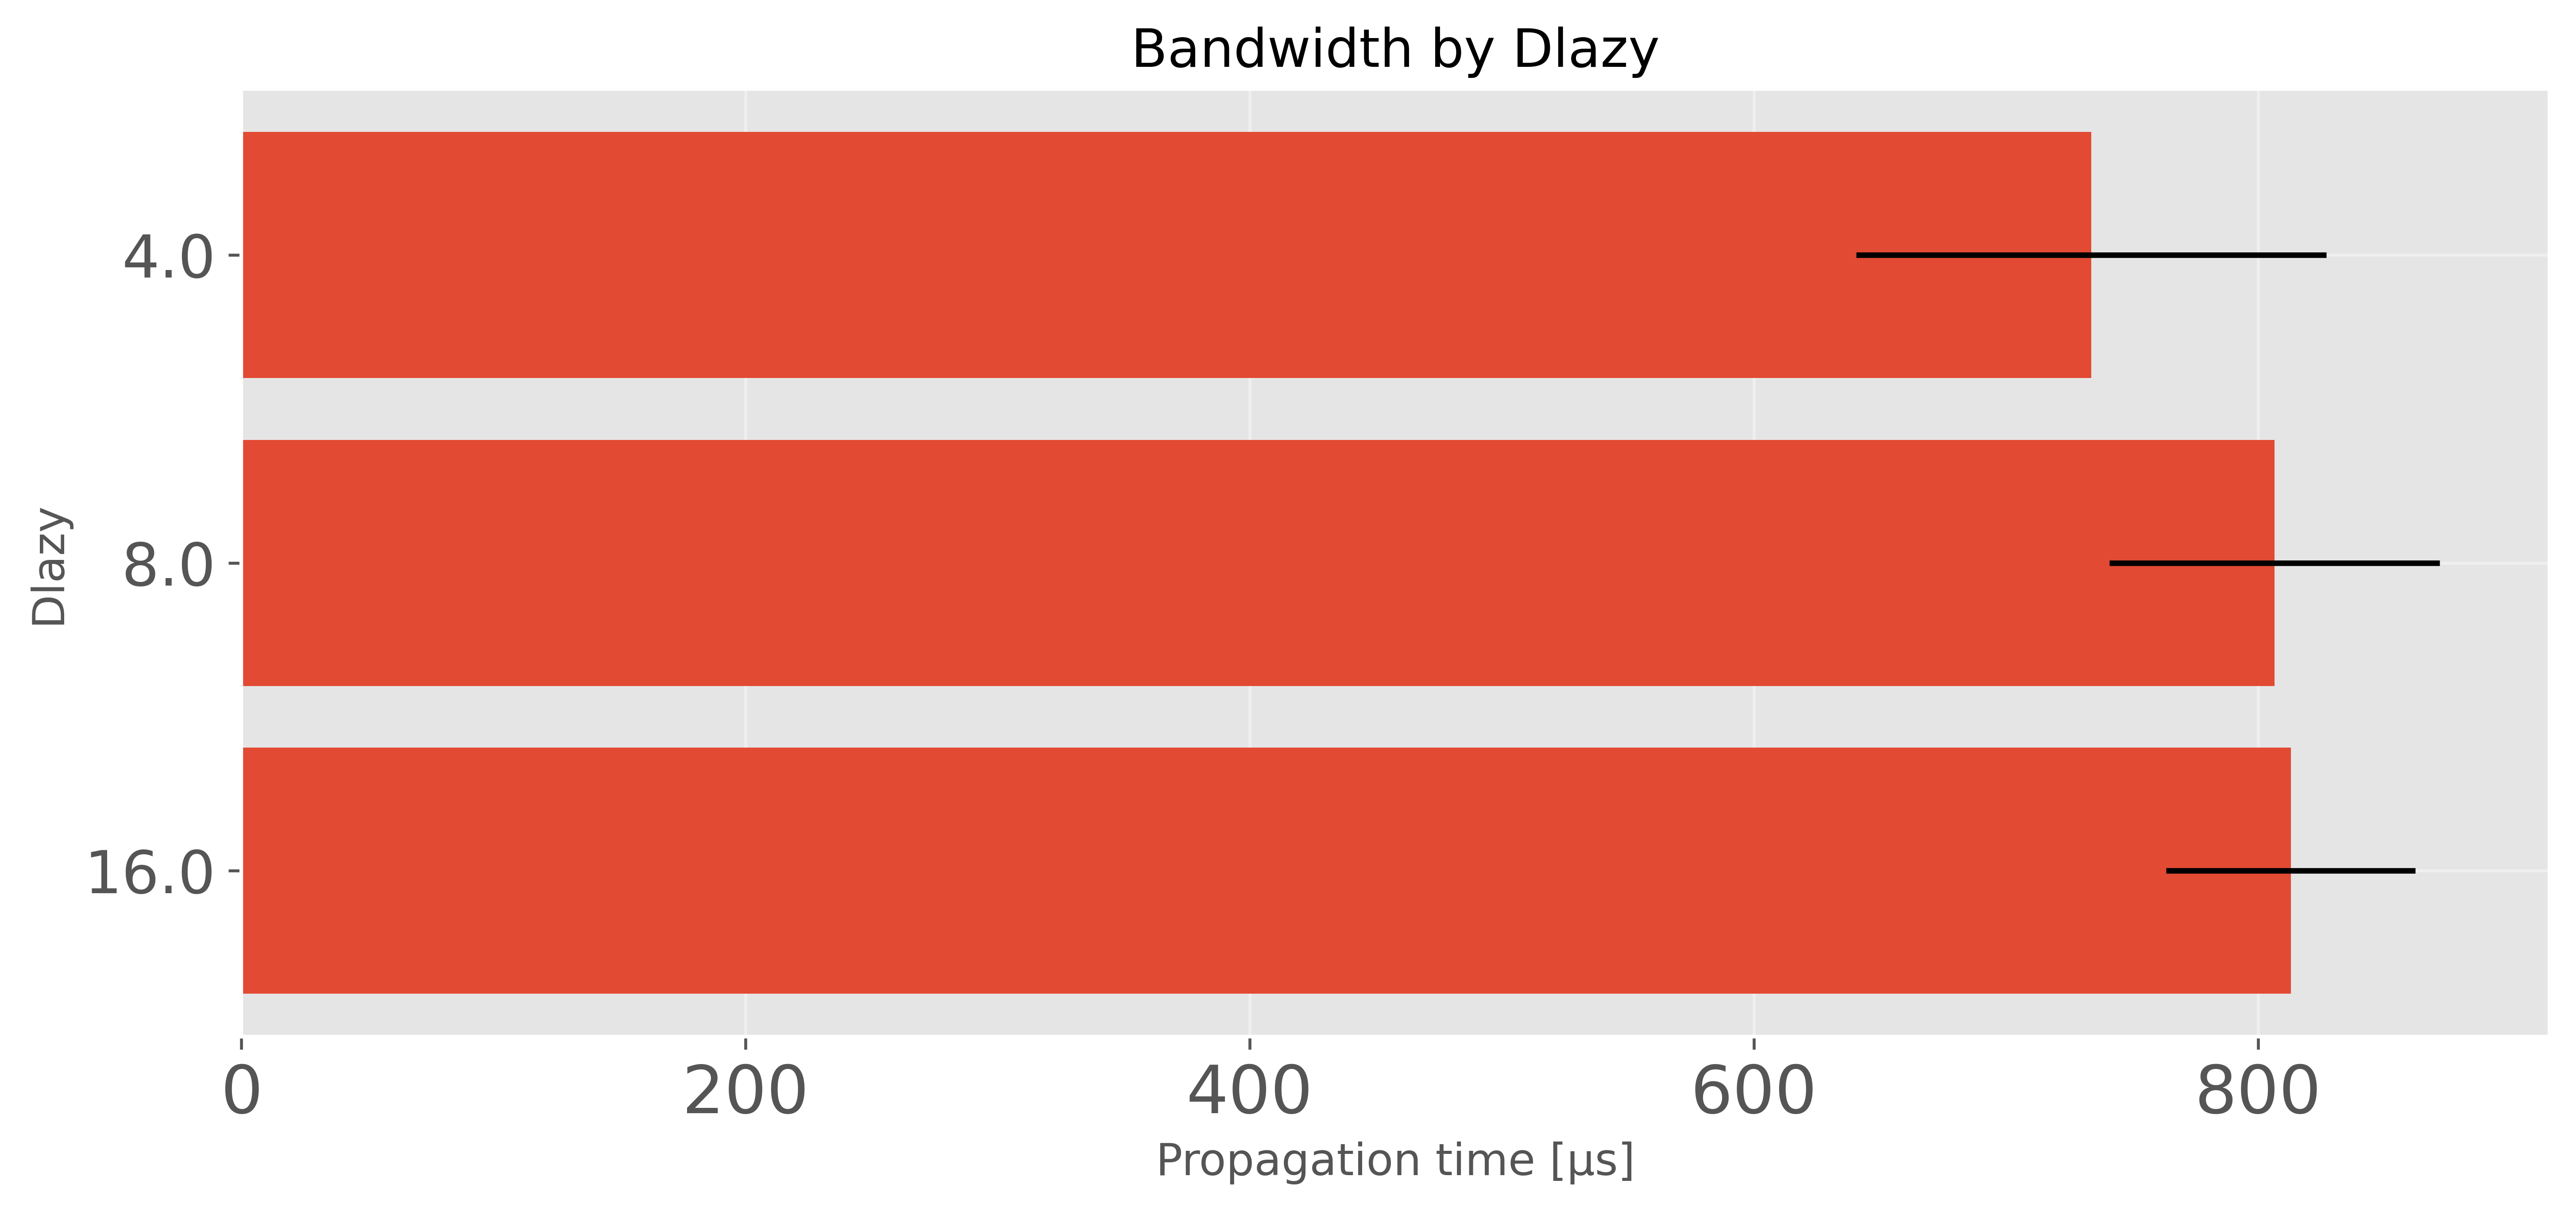 Bandwidth by Dlazy
Dlazy
4.0
8.0
16.0
0 200 400 600 800
Propagation time [µs]